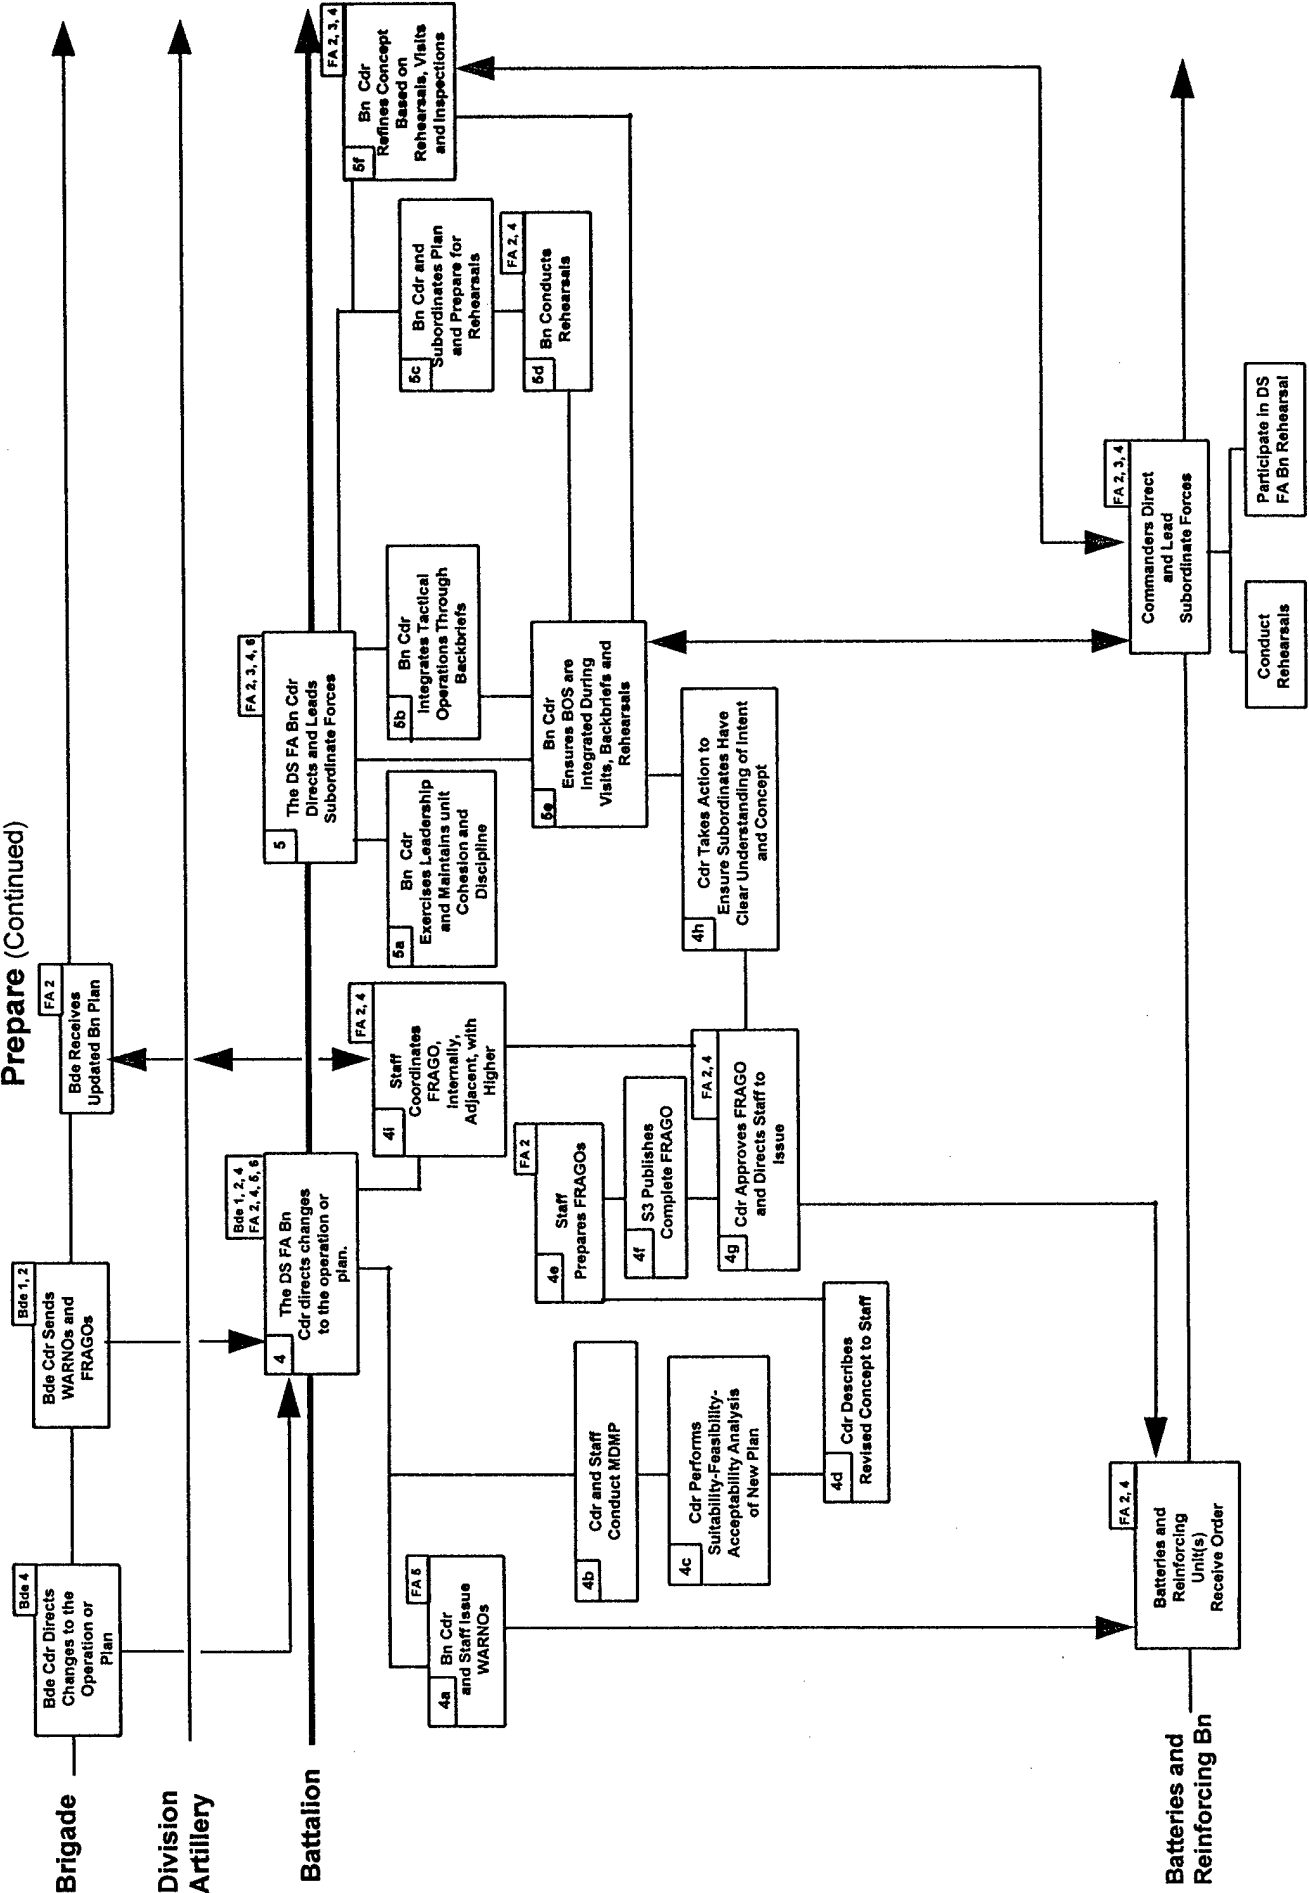 Prepare (Continued)
Brigade
Bde 4
Bde Cdr Directs
Changes to the
Operation or
Plan
Bde 1, 2
Bde Cdr Sends
WARNOs and
FRAGOs
FA 2
Bde Receives
Updated Bn Plan
Division
Artillery
Battalion
Bde 1, 2, 4
FA 2, 4, 5, 6
4
The DS FA Bn
Cdr directs changes
to the operation or
plan.
FA 2, 3, 4, 6
5
The DS FA Bn Cdr
Directs and Leads
Subordinate Forces
FA 5
4a
Bn Cdr
and Staff Issue
WARNOs
4b
Cdr and Staff
Conduct MDMP
4c
Cdr Performs
Suitability-Feasibility-
Acceptability Analysis
of New Plan
4d
Cdr Describes
Revised Concept to Staff
FA 2
4e
Staff
Prepares FRAGOs
4f
S3 Publishes
Complete FRAGO
FA 2, 4
4g
Cdr Approves FRAGO
and Directs Staff to
Issue
4h
Cdr Takes Action to
Ensure Subordinates Have
Clear Understanding of Intent
and Concept
FA 2, 4
4i
Staff
Coordinates
FRAGO,
Internally,
Adjacent, with
Higher
5a
Bn Cdr
Exercises Leadership
and Maintains unit
Cohesion and
Discipline
5b
Bn Cdr
Integrates Tactical
Operations Through
Backbriefs
5c
Bn Cdr and
Subordinates Plan
and Prepare for
Rehearsals
FA 2, 4
5d
Bn Conducts
Rehearsals
5e
Bn Cdr
Ensures BOS are
Integrated During
Visits, Backbriefs and
Rehearsals
FA 2, 3, 4
5f
Bn Cdr
Refines Concept
Based on
Rehearsals, Visits
and Inspections
Batteries and
Reinforcing Bn
FA 2, 4
Batteries and
Reinforcing
Unit(s)
Receive Order
FA 2, 3, 4
Commanders Direct
and Lead
Subordinate Forces
Conduct
Rehearsals
Participate in DS
FA Bn Rehearsal